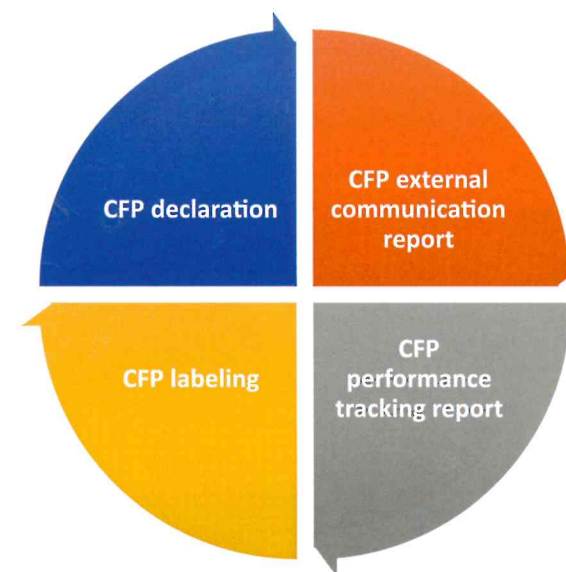 CFP declaration
CFP external
communication
report
CFP labeling
CFP
performance
tracking report